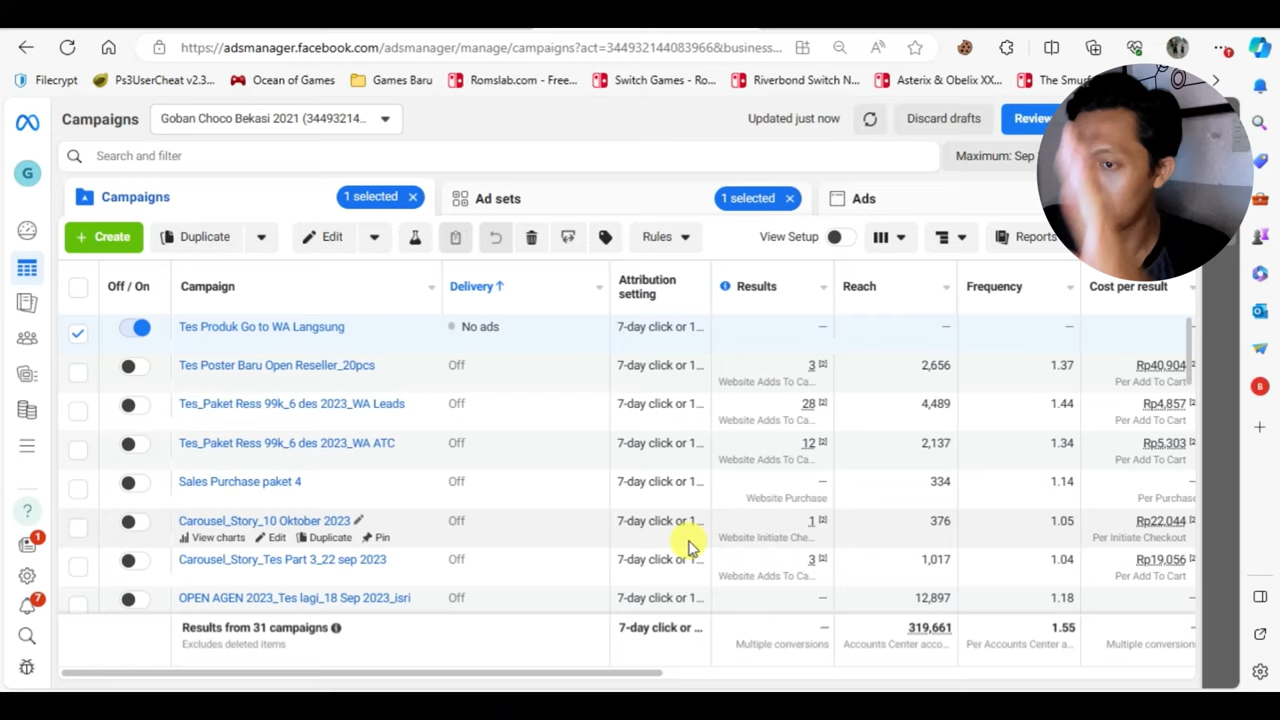 https://adsmanager.facebook.com/adsmanager/manage/campaigns?act=344932144083966&business...
Filecrypt
Ps3UserCheat v2.3...
Ocean of Games
Games Baru
Romslab.com - Free...
Switch Games - Ro...
Riverbond Switch N...
Asterix & Obelix XX...
The Smurf
Campaigns
Goban Choco Bekasi 2021 (34493214...
Updated just now
Discard drafts
Review
Search and filter
Maximum: Sep
G
Campaigns
1 selected
Ad sets
1 selected
Ads
+ Create
Duplicate
Edit
Rules
View Setup
Reports
Off / On
Campaign
Delivery ↑
Attribution setting
Results
Reach
Frequency
Cost per result
Tes Produk Go to WA Langsung
No ads
7-day click or 1...
—
—
—
—
Tes Poster Baru Open Reseller_20pcs
Off
7-day click or 1...
3 [2]
Website Adds To Ca...
2,656
1.37
Rp40,904
Per Add To Cart
Tes_Paket Ress 99k_6 des 2023_WA Leads
Off
7-day click or 1...
28 [2]
Website Adds To Ca...
4,489
1.44
Rp4,857
Per Add To Cart
Tes_Paket Ress 99k_6 des 2023_WA ATC
Off
7-day click or 1...
12 [2]
Website Adds To Ca...
2,137
1.34
Rp5,303
Per Add To Cart
Sales Purchase paket 4
Off
7-day click or 1...
—
Website Purchase
334
1.14
—
Per Purchase
Carousel_Story_10 Oktober 2023
View charts
Edit
Duplicate
Pin
Off
7-day click or 1...
1 [2]
Website Initiate Che...
376
1.05
Rp22,044
Per Initiate Checkout
Carousel_Story_Tes Part 3_22 sep 2023
Off
7-day click or 1...
3 [2]
Website Adds To Ca...
1,017
1.04
Rp19,056
Per Add To Cart
OPEN AGEN 2023_Tes lagi_18 Sep 2023_isri
Off
7-day click or 1...
—
12,897
1.18
—
Results from 31 campaigns
Excludes deleted items
7-day click or ...
—
Multiple conversions
319,661
Accounts Center acco...
1.55
Per Accounts Center a...
—
Multiple conversions
?
1
7
B